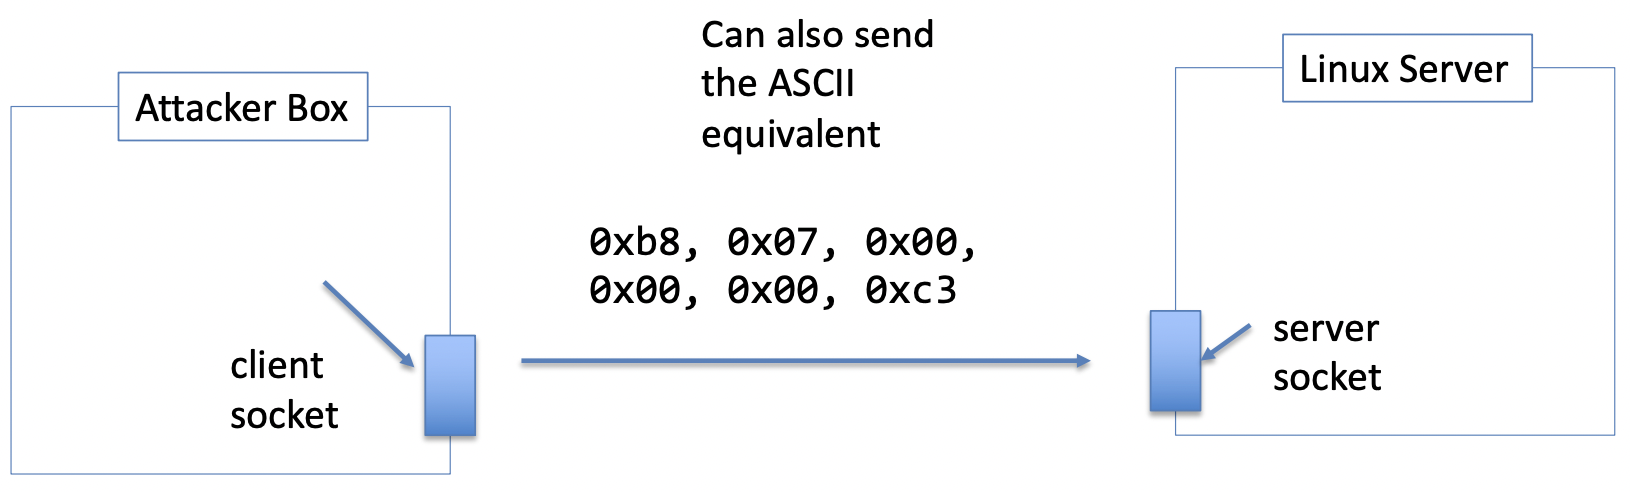 Attacker Box
Can also send
the ASCII
equivalent
Linux Server
0xb8, 0x07, 0x00,
0x00, 0x00, 0xc3
client
socket
server
socket